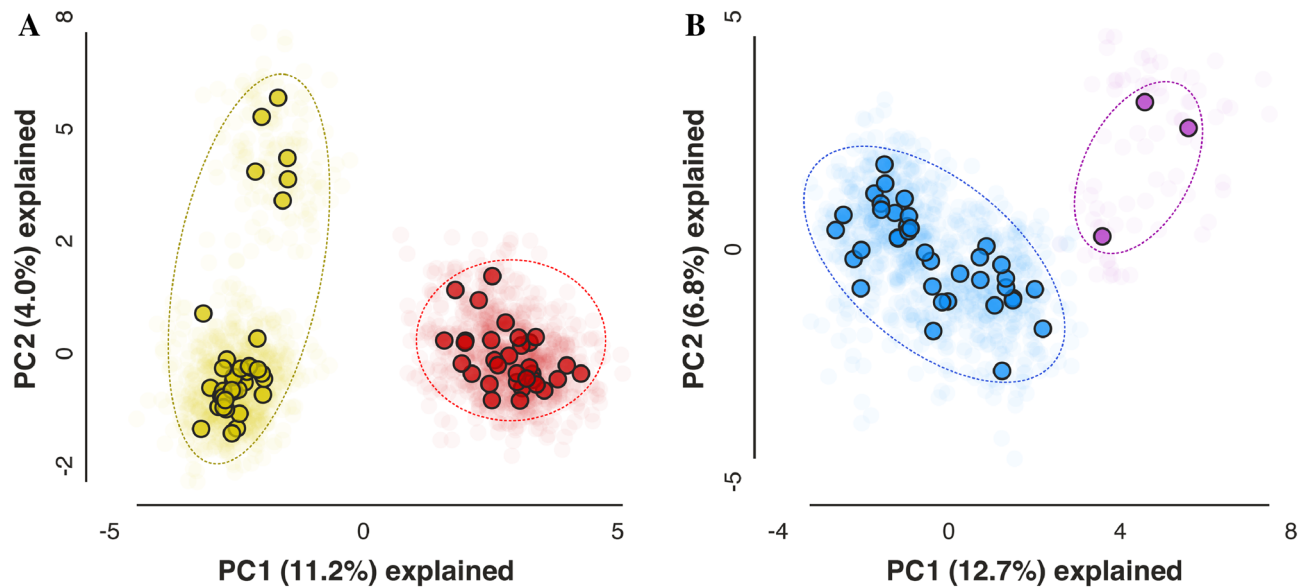 A
8
5
2
0
-2
PC2 (4.0%) explained
-5
0
5
PC1 (11.2%) explained
B
5
0
-5
PC2 (6.8%) explained
-4
0
4
8
PC1 (12.7%) explained